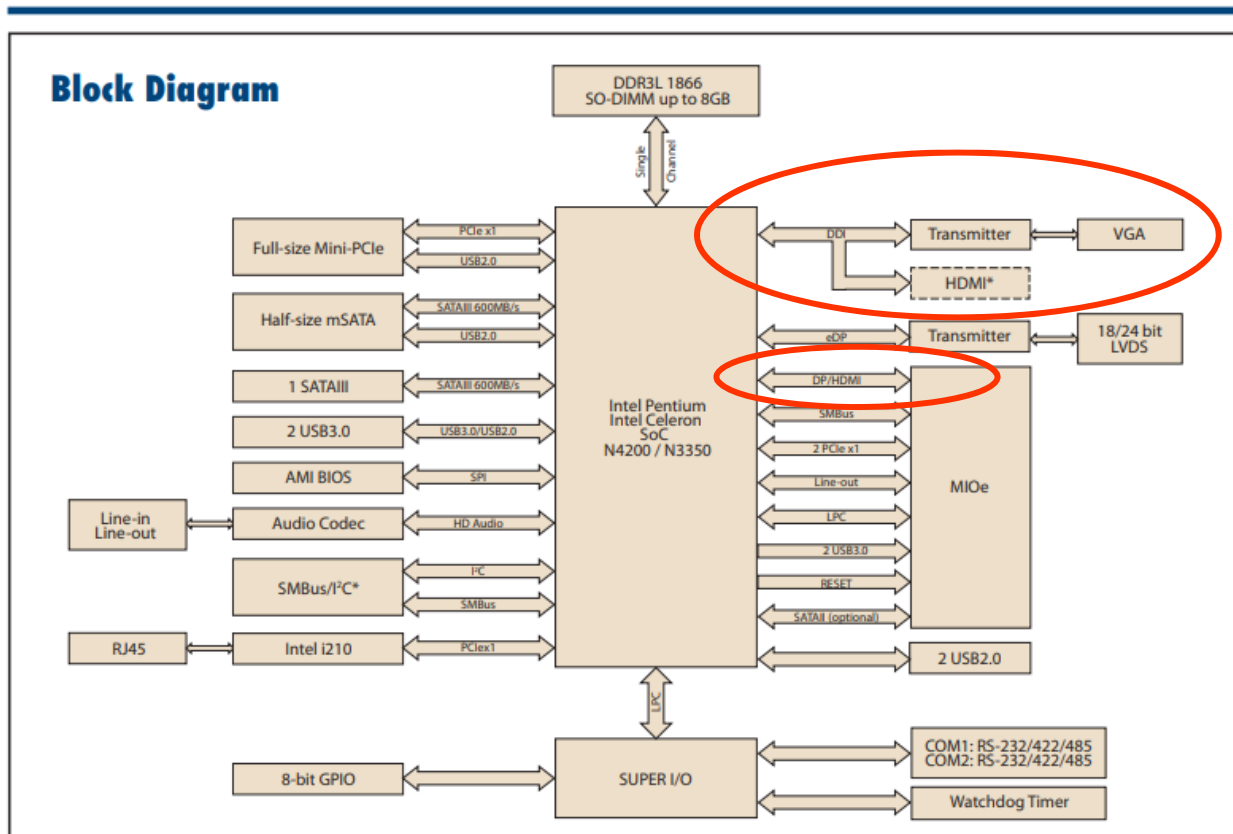 Block Diagram
DDR3L 1866
SO-DIMM up to 8GB
Single
Channel
Full-size Mini-PCIe
PCIe x1
USB2.0
Half-size mSATA
SATAIII 600MB/s
USB2.0
1 SATAIII
SATAIII 600MB/s
2 USB3.0
USB3.0/USB2.0
AMI BIOS
SPI
Line-in
Line-out
Audio Codec
HD Audio
SMBus/I²C*
I²C
SMBus
RJ45
Intel i210
PCIex1
Intel Pentium
Intel Celeron
SoC
N4200 / N3350
DDI
Transmitter
VGA
HDMI*
eDP
Transmitter
18/24 bit
LVDS
DP/HDMI
SMBus
2 PCIe x1
Line-out
LPC
2 USB3.0
RESET
SATAII (optional)
MIOe
2 USB2.0
LPC
8-bit GPIO
SUPER I/O
COM1: RS-232/422/485
COM2: RS-232/422/485
Watchdog Timer